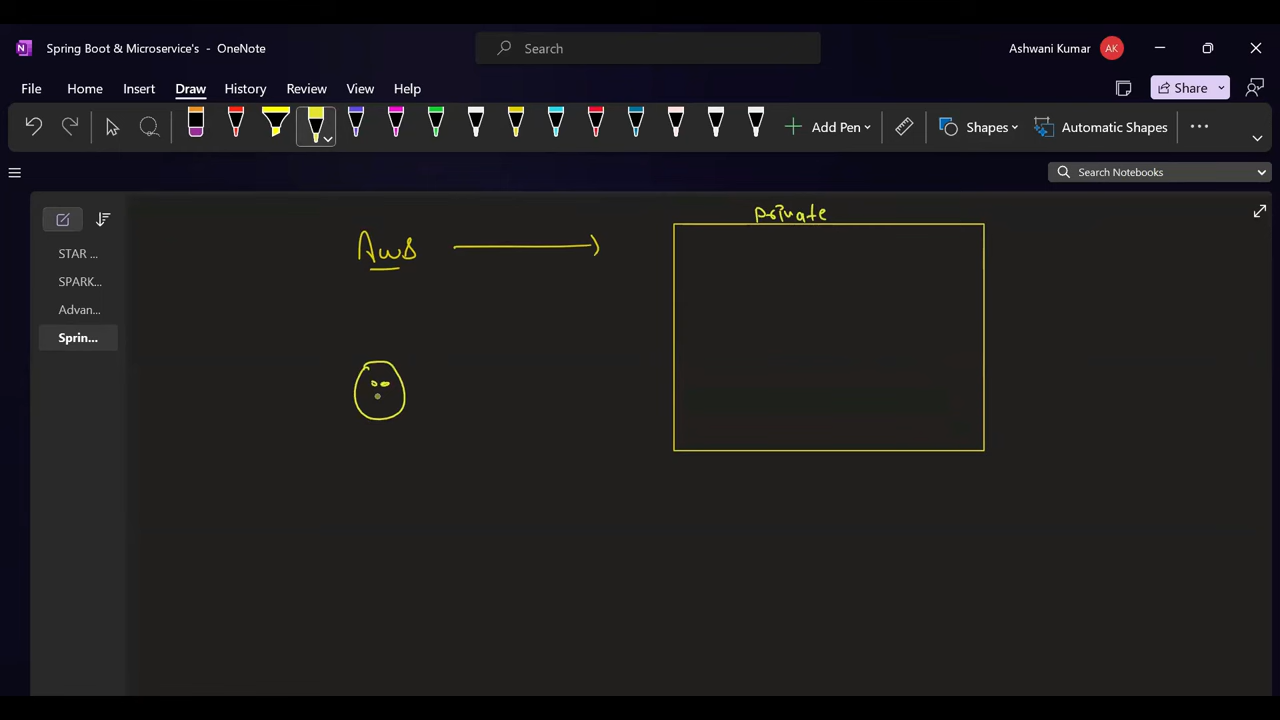 Spring Boot & Microservice's - OneNote
Search
Ashwani Kumar
AK
File
Home
Insert
Draw
History
Review
View
Help
Share
Add Pen
Shapes
Automatic Shapes
Search Notebooks
STAR ...
SPARK...
Advan...
Sprin...
private
AWS